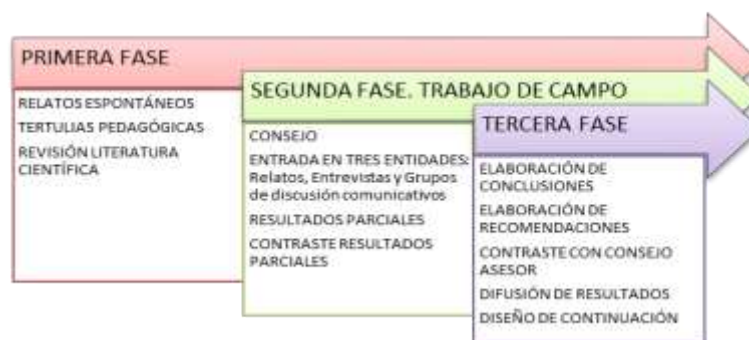 PRIMERA FASE
RELATOS ESPONTÁNEOS
TERTULIAS PEDAGÓGICAS
REVISIÓN LITERATURA
CIENTÍFICA
SEGUNDA FASE. TRABAJO DE CAMPO
CONSEJO
ENTRADA EN TRES ENTIDADES:
Relatos, Entrevistas y Grupos
de discusión comunicativos
RESULTADOS PARCIALES
CONTRASTE RESULTADOS
PARCIALES
TERCERA FASE
ELABORACIÓN DE
CONCLUSIONES
ELABORACIÓN DE
RECOMENDACIONES
CONTRASTE CON CONSEJO
ASESOR
DIFUSIÓN DE RESULTADOS
DISEÑO DE CONTINUACIÓN